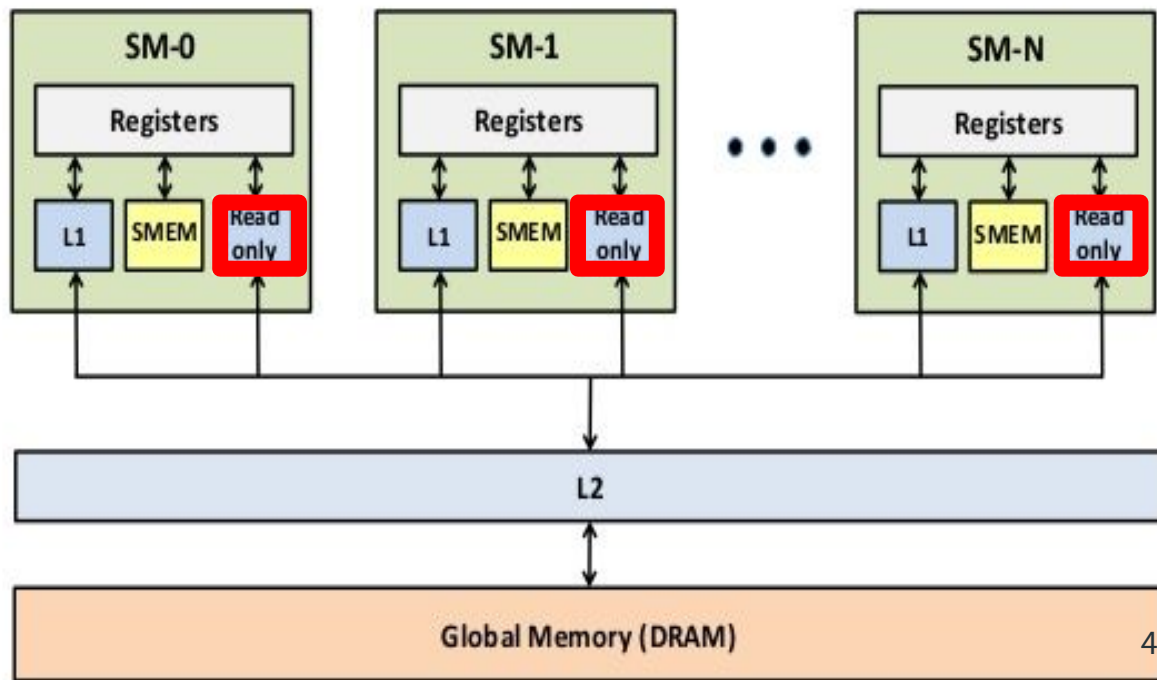 SM-0
Registers
L1
SMEM
Read
only
SM-1
Registers
L1
SMEM
Read
only
SM-N
Registers
L1
SMEM
Read
only
L2
Global Memory (DRAM)
4